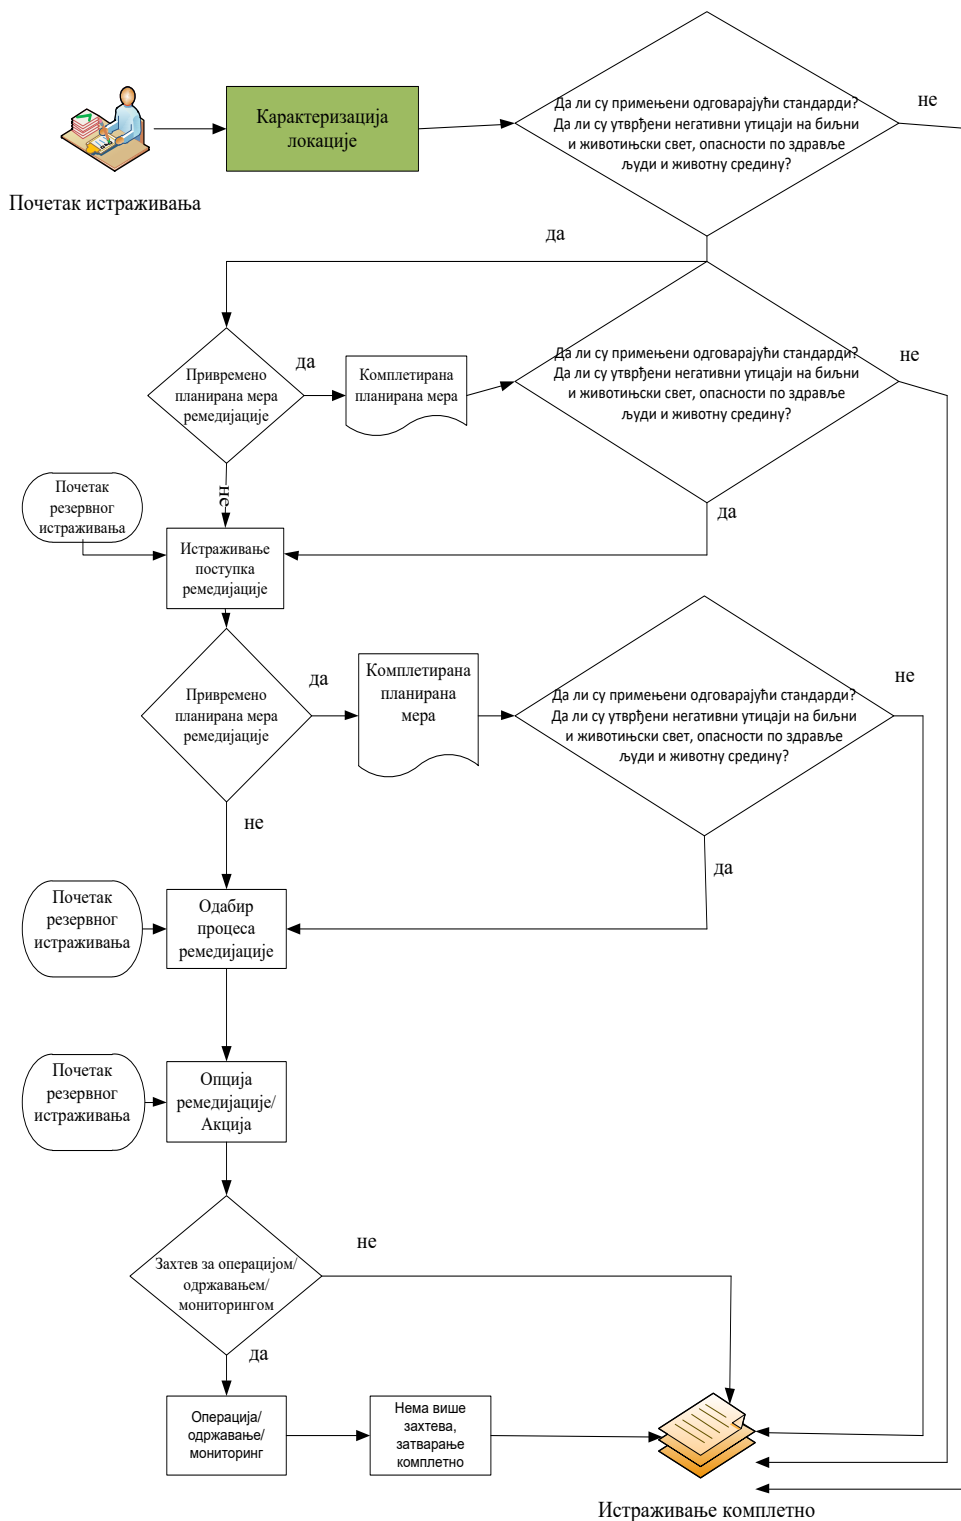 Почетак истраживања
Карактеризација
локације
Да ли су примењени одговарајући стандарди?
Да ли су утврђени негативни утицаји на биљни
и животињски свет, опасности по здравље
људи и животну средину?
не
да
Привремено
планирана мера
ремедијације
да
Комплетирана
планирана мера
Да ли су примењени одговарајући стандарди?
Да ли су утврђени негативни утицаји на биљни
и животињски свет, опасности по здравље
људи и животну средину?
не
не
да
Почетак
резервног
истраживања
Истраживање
поступка
ремедијације
Привремено
планирана мера
ремедијације
да
Комплетирана
планирана
мера
Да ли су примењени одговарајући стандарди?
Да ли су утврђени негативни утицаји на биљни
и животињски свет, опасности по здравље
људи и животну средину?
не
не
да
Почетак
резервног
истраживања
Одабир
процеса
ремедијације
Почетак
резервног
истраживања
Опција
ремедијације/
Акција
Захтев за операцијом/
одржавањем/
мониторингом
не
да
Операција/
одржавање/
мониторинг
Нема више
захтева,
затварање
комплетно
Истраживање комплетно